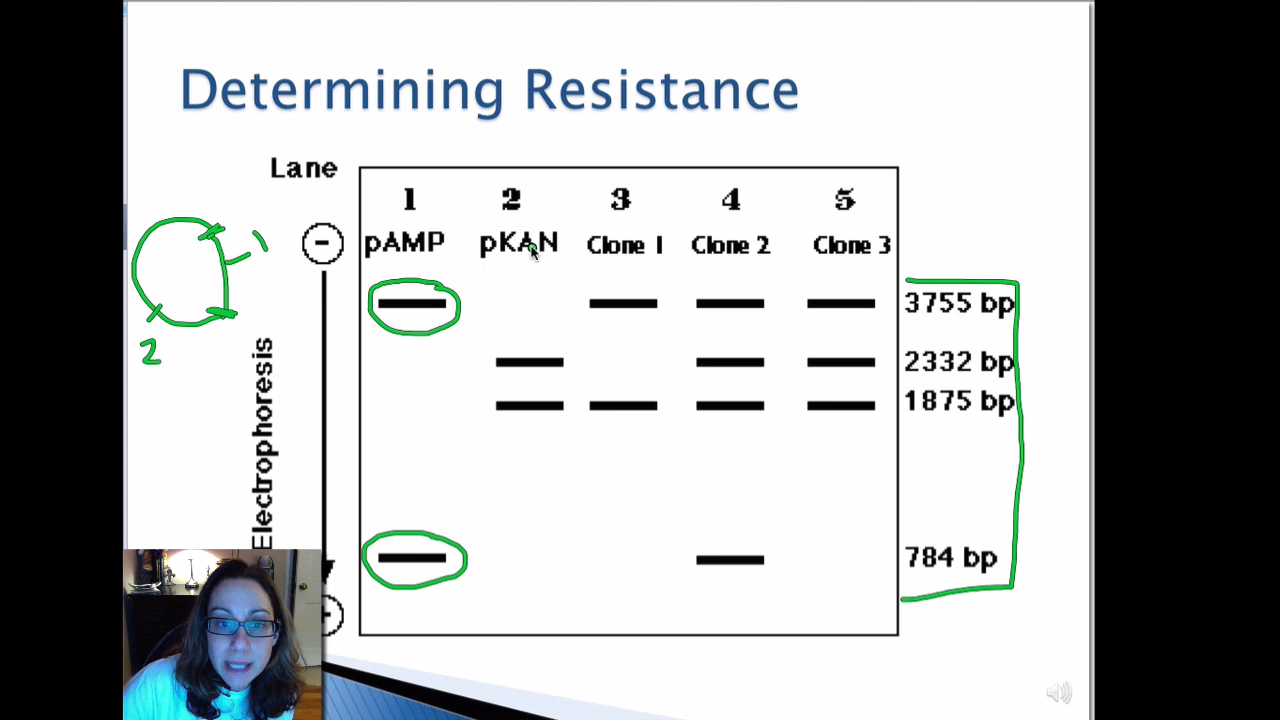 Determining Resistance
Lane
1 2 3 4 5
- pAMP pKAN Clone 1 Clone 2 Clone 3
3755 bp
2332 bp
1875 bp
784 bp
Electrophoresis
+
1
2